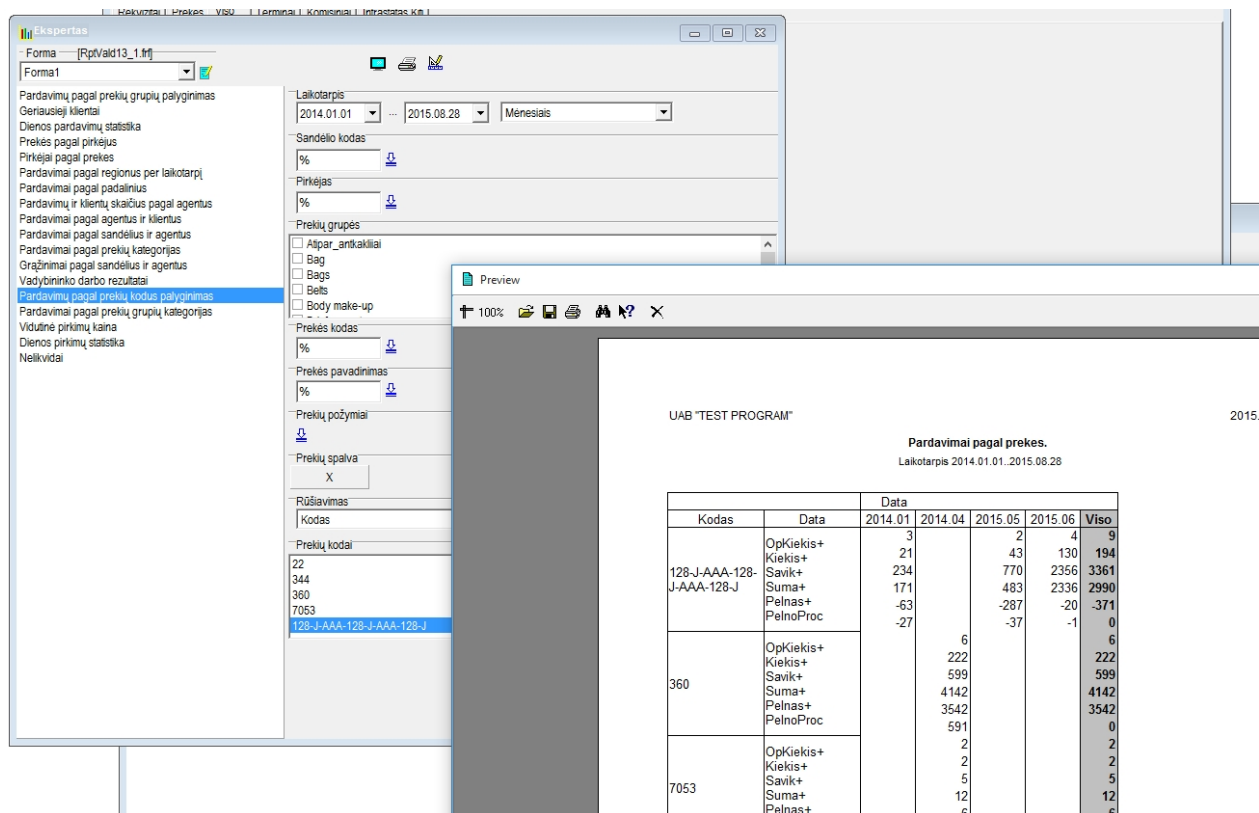 Rekvizitai Prekės Viso Terminai Komisiniai Intrastatas Kiti
Ekspertas
Forma [RptVald13_1.frf]
Forma1
Pardavimų pagal prekių grupių palyginimas
Geriausieji klientai
Dienos pardavimų statistika
Prekės pagal pirkėjus
Pirkėjai pagal prekes
Pardavimai pagal regionus per laikotarpį
Pardavimai pagal padalinius
Pardavimų ir klientų skaičius pagal agentus
Pardavimai pagal agentus ir klientus
Pardavimai pagal sandėlius ir agentus
Pardavimai pagal prekių kategorijas
Grąžinimai pagal sandėlius ir agentus
Vadybininko darbo rezultatai
Pardavimų pagal prekių kodus palyginimas
Pardavimai pagal prekių grupių kategorijas
Vidutinė pirkimų kaina
Dienos pirkimų statistika
Nelikvidai
Laikotarpis
2014.01.01 ... 2015.08.28 Mėnesiais
Sandėlio kodas
%
Pirkėjas
%
Prekių grupės
Atipar_antkakliai
Bag
Bags
Belts
Body make-up
Prekės kodas
%
Prekės pavadinimas
%
Prekių požymiai
Prekių spalva
X
Rūšiavimas
Kodas
Prekių kodai
22
344
360
7053
128-J-AAA-128-J-AAA-128-J
Preview
100%
UAB "TEST PROGRAM" 2015.
Pardavimai pagal prekes.
Laikotarpis 2014.01.01..2015.08.28
Data
Kodas Data 2014.01 2014.04 2015.05 2015.06 Viso
128-J-AAA-128-
J-AAA-128-J
OpKiekis+ 3 2 4 9
Kiekis+ 21 43 130 194
Savik+ 234 770 2356 3361
Suma+ 171 483 2336 2990
Pelnas+ -63 -287 -20 -371
PelnoProc -27 -37 -1 0
360
OpKiekis+ 6 6
Kiekis+ 222 222
Savik+ 599 599
Suma+ 4142 4142
Pelnas+ 3542 3542
PelnoProc 591 0
7053
OpKiekis+ 2 2
Kiekis+ 2 2
Savik+ 5 5
Suma+ 12 12
Pelnas+ 6 6